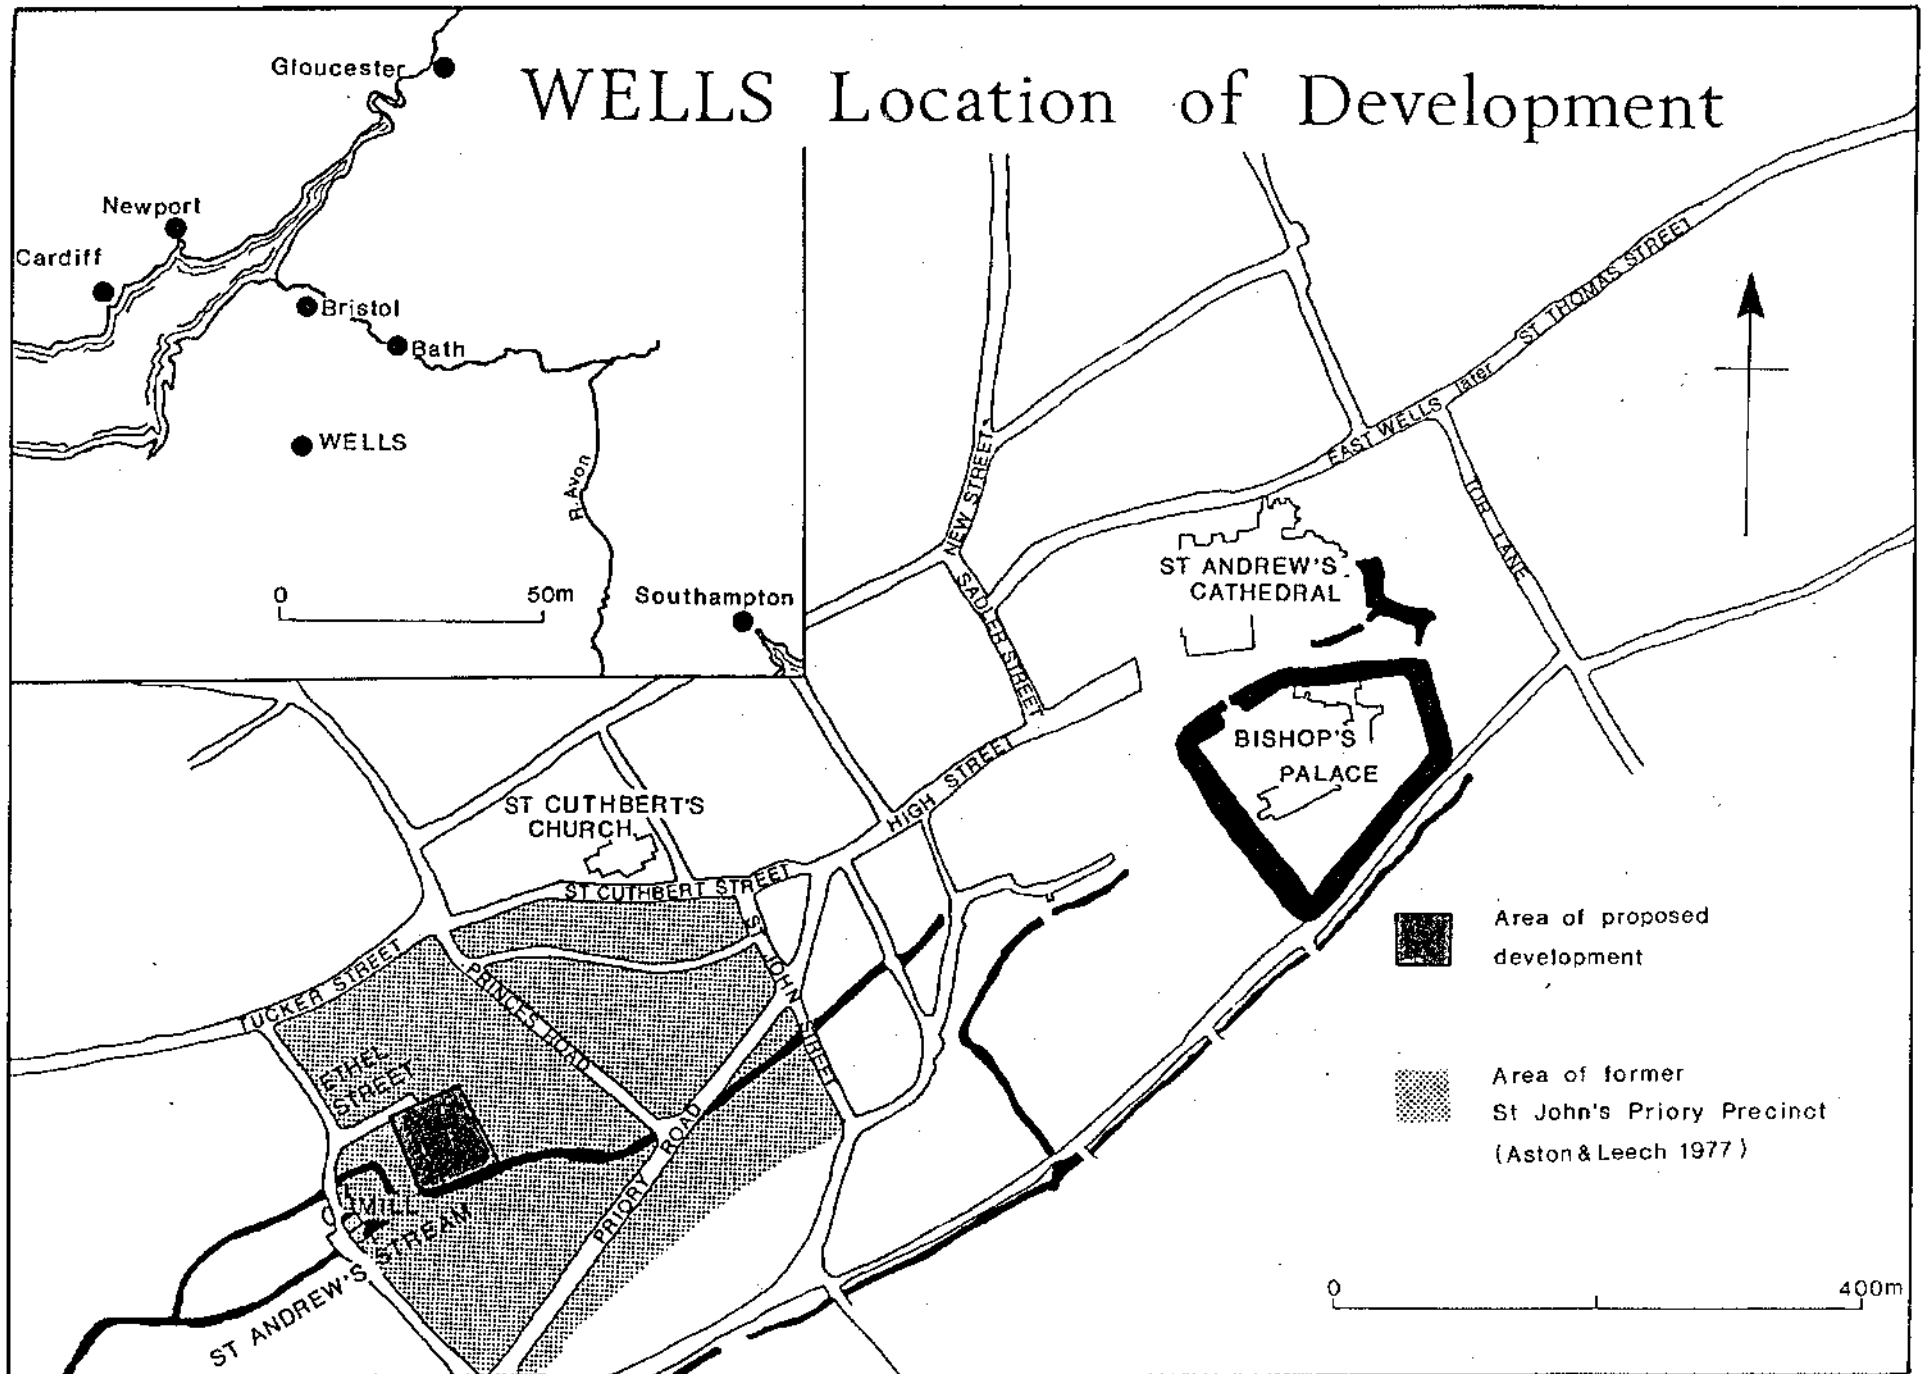 WELLS Location of Development
Gloucester
Newport
Cardiff
Bristol
Bath
WELLS
R. Avon
0 50m
Southampton
ST THOMAS STREET
later
EAST WELLS
TOR LANE
NEW STREET
SADLER STREET
ST ANDREW'S
CATHEDRAL
BISHOP'S
PALACE
HIGH STREET
ST CUTHBERT'S
CHURCH
ST CUTHBERT STREET
ST JOHN STREET
TUCKER STREET
PRINCES ROAD
ETHEL
STREET
PRIORY ROAD
MILL
ST ANDREW'S STREAM
Area of proposed
development
Area of former
St John's Priory Precinct
(Aston & Leech 1977)
0 400m